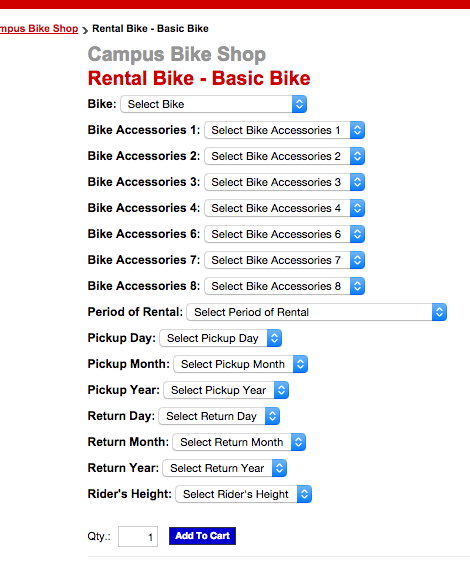 mpus Bike Shop > Rental Bike - Basic Bike
Campus Bike Shop
Rental Bike - Basic Bike
Bike: Select Bike
Bike Accessories 1: Select Bike Accessories 1
Bike Accessories 2: Select Bike Accessories 2
Bike Accessories 3: Select Bike Accessories 3
Bike Accessories 4: Select Bike Accessories 4
Bike Accessories 6: Select Bike Accessories 6
Bike Accessories 7: Select Bike Accessories 7
Bike Accessories 8: Select Bike Accessories 8
Period of Rental: Select Period of Rental
Pickup Day: Select Pickup Day
Pickup Month: Select Pickup Month
Pickup Year: Select Pickup Year
Return Day: Select Return Day
Return Month: Select Return Month
Return Year: Select Return Year
Rider's Height: Select Rider's Height
Qty.: 1 Add To Cart